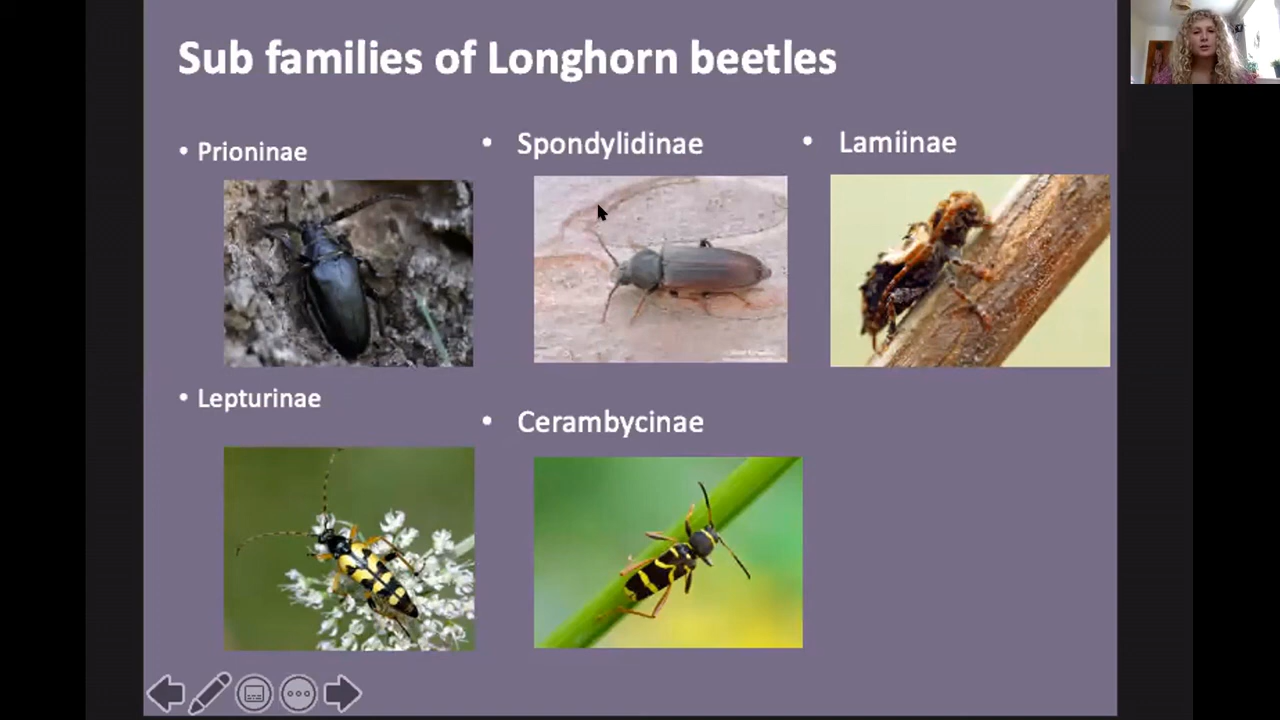 Sub families of Longhorn beetles
• Prioninae
• Spondylidinae
• Lamiinae
• Lepturinae
• Cerambycinae